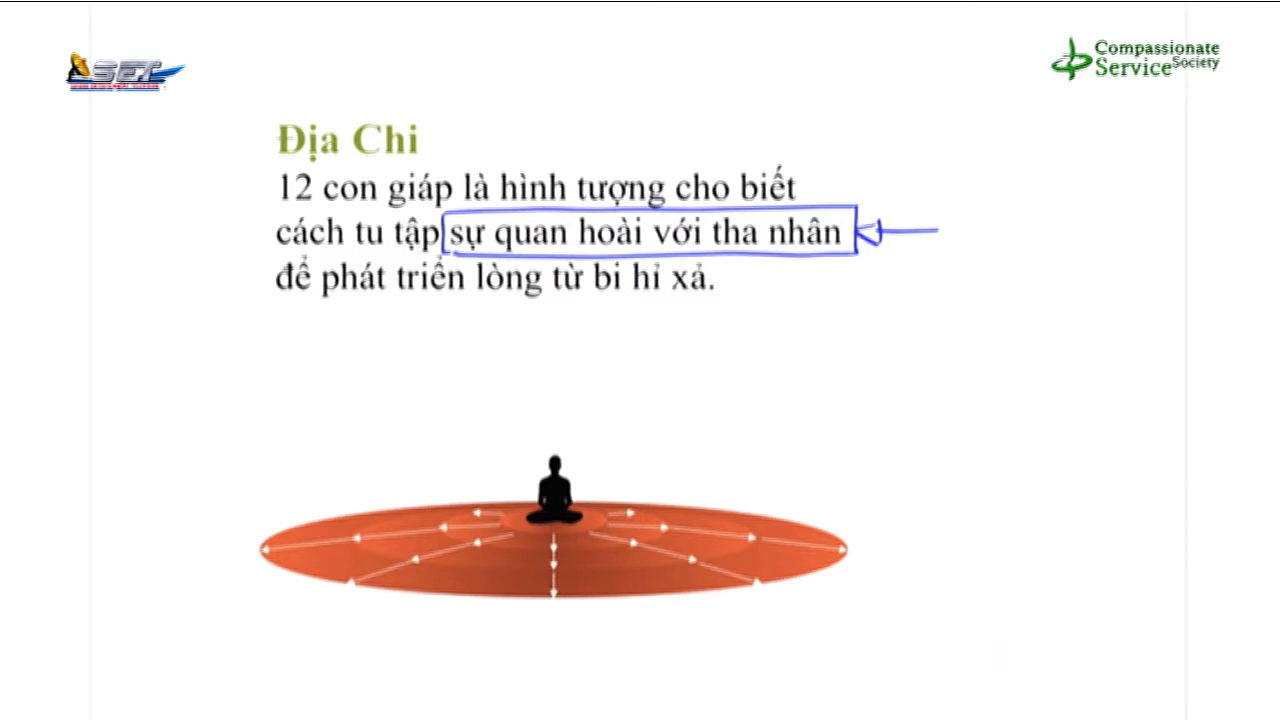 SET
Compassionate
Service Society
Địa Chi
12 con giáp là hình tượng cho biết
cách tu tập sự quan hoài với tha nhân
để phát triển lòng từ bi hỉ xả.